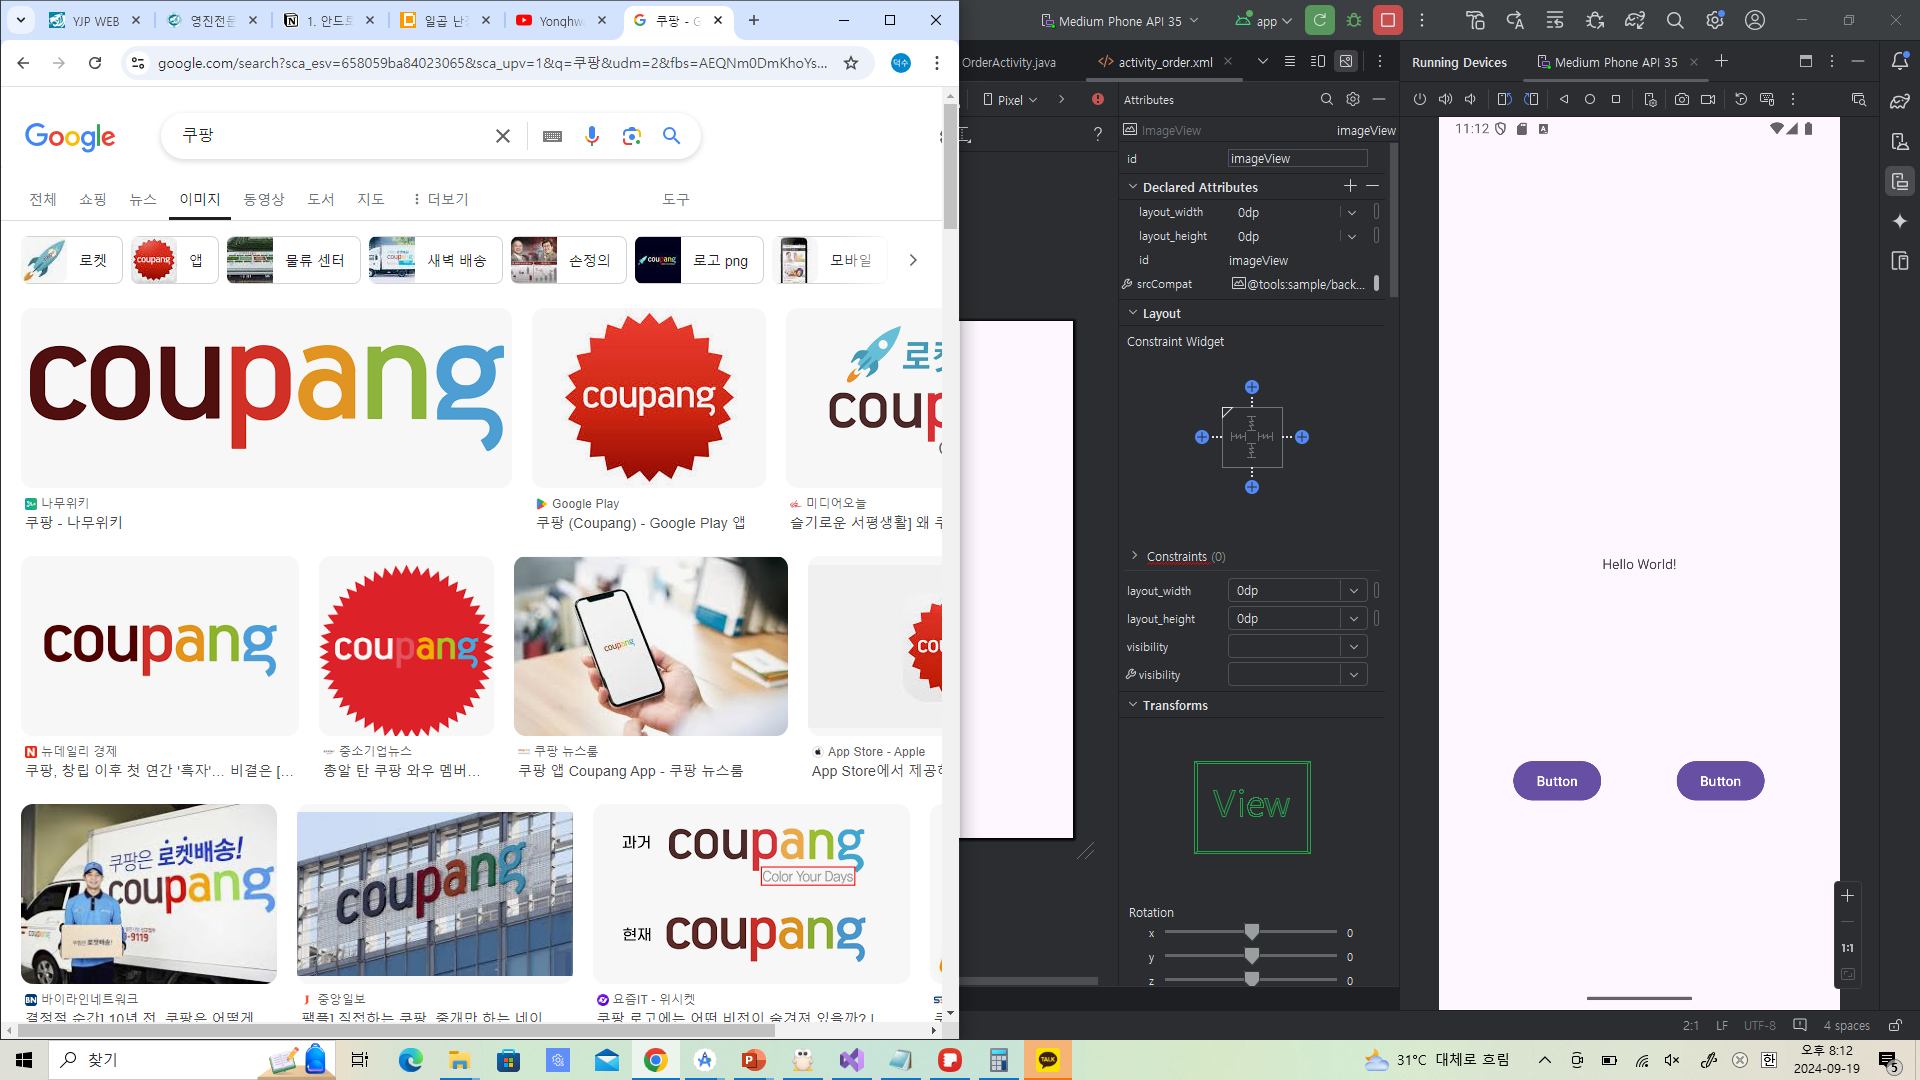 YJP WEB
영진전문
1. 안드로
일곱 난장
Yonghw
쿠팡 - G
google.com/search?sca_esv=658059ba84023065&sca_upv=1&q=쿠팡&udm=2&fbs=AEQNm0DmKhoYs...
덕수
Google
쿠팡
전체
쇼핑
뉴스
이미지
동영상
도서
지도
더보기
도구
로켓
coupang
앱
물류 센터
새벽 배송
손정의
coupang
로고 png
모바일
coupang
coupang
나무위키
쿠팡 - 나무위키
Google Play
쿠팡 (Coupang) - Google Play 앱
미디어오늘
슬기로운 서평생활] 왜 쿠
coupang
coupang
coupang
뉴데일리 경제
쿠팡, 창립 이후 첫 연간 '흑자'… 비결은 [...
중소기업뉴스
총알 탄 쿠팡 와우 멤버...
쿠팡 뉴스룸
쿠팡 앱 Coupang App - 쿠팡 뉴스룸
App Store - Apple
App Store에서 제공하
쿠팡은 로켓배송!
coupang
coupang
과거 coupang
Color Your Days
현재 coupang
바이라인네트워크
결정적 순간] 10년 전, 쿠팡은 어떻게
중앙일보
팩플] 직접하는 쿠팡, 중개만 하는 네이
요즘IT - 위시켓
쿠팡 로고에는 어떤 비전이 숨겨져 있을까? |
Medium Phone API 35
app
OrderActivity.java
activity_order.xml
Pixel
Attributes
ImageView
imageView
id
imageView
Declared Attributes
layout_width
0dp
layout_height
0dp
id
imageView
srcCompat
@tools:sample/back...
Layout
Constraint Widget
Constraints (0)
layout_width
0dp
layout_height
0dp
visibility
visibility
Transforms
View
Rotation
x
0
y
0
z
0
Running Devices
Medium Phone API 35
11:12
Hello World!
Button
Button
1:1
2:1
LF
UTF-8
4 spaces
찾기
TALK
31°C 대체로 흐림
한
오후 8:12
2024-09-19
5